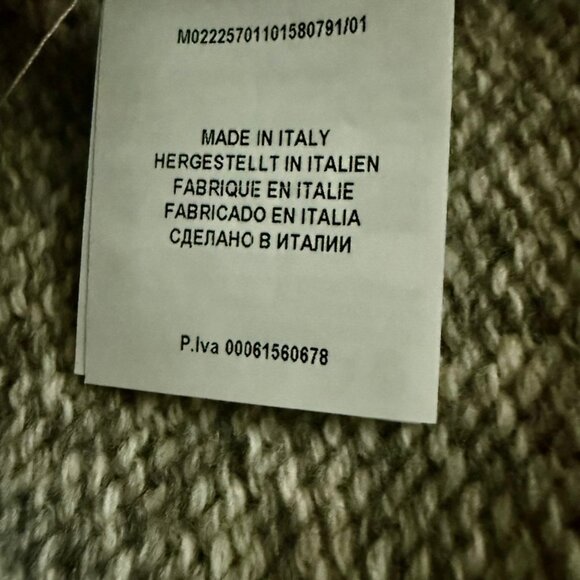 M02225701101580791/01
MADE IN ITALY
HERGESTELLT IN ITALIEN
FABRIQUE EN ITALIE
FABRICADO EN ITALIA
СДЕЛАНО В ИТАЛИИ
P.Iva 00061560678